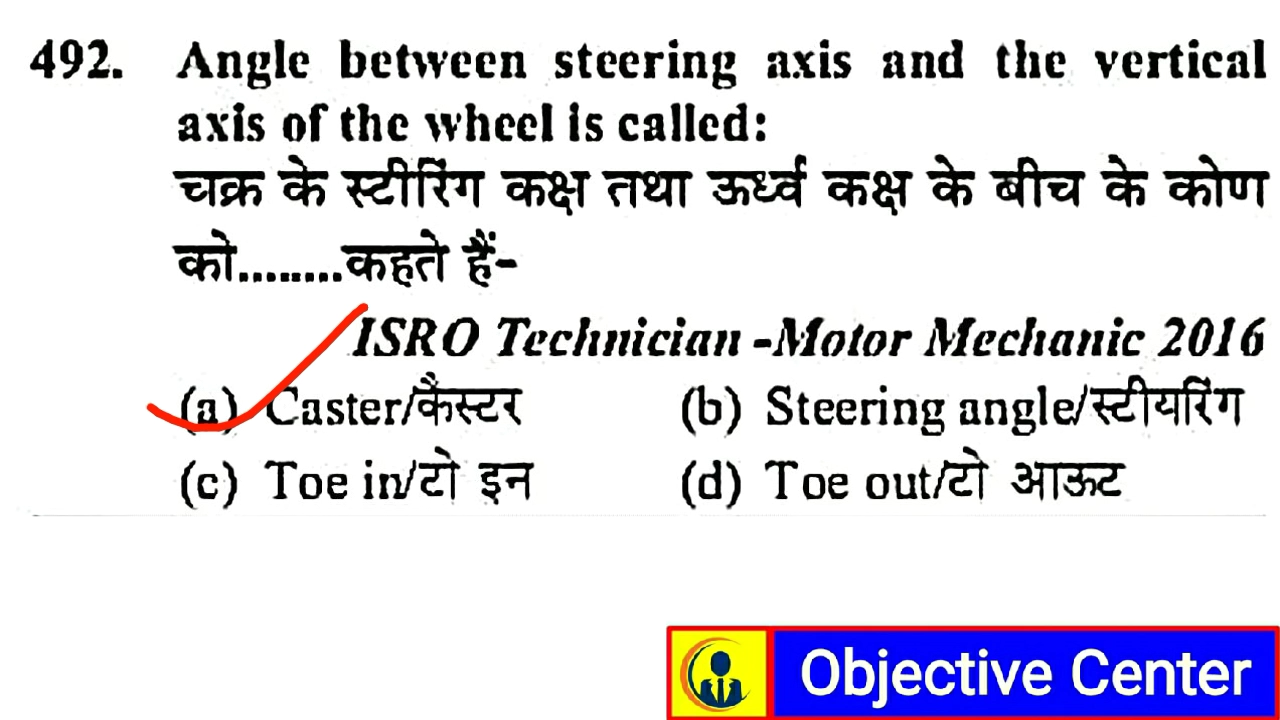 492. Angle between steering axis and the vertical
axis of the wheel is called:
चक्र के स्टीरिंग कक्ष तथा ऊर्ध्व कक्ष के बीच के कोण
को........कहते हैं-
ISRO Technician -Motor Mechanic 2016
(a) Caster/कैस्टर (b) Steering angle/स्टीयरिंग
(c) Toe in/टो इन (d) Toe out/टो आऊट
Objective Center